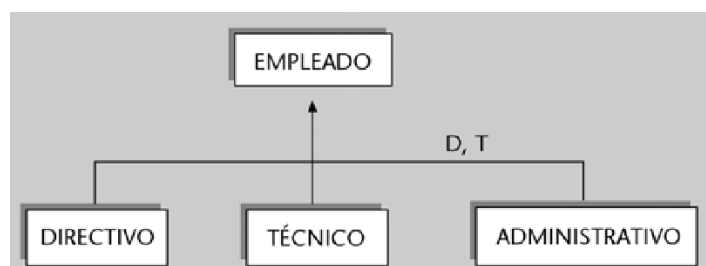 EMPLEADO
D, T
DIRECTIVO
TÉCNICO
ADMINISTRATIVO